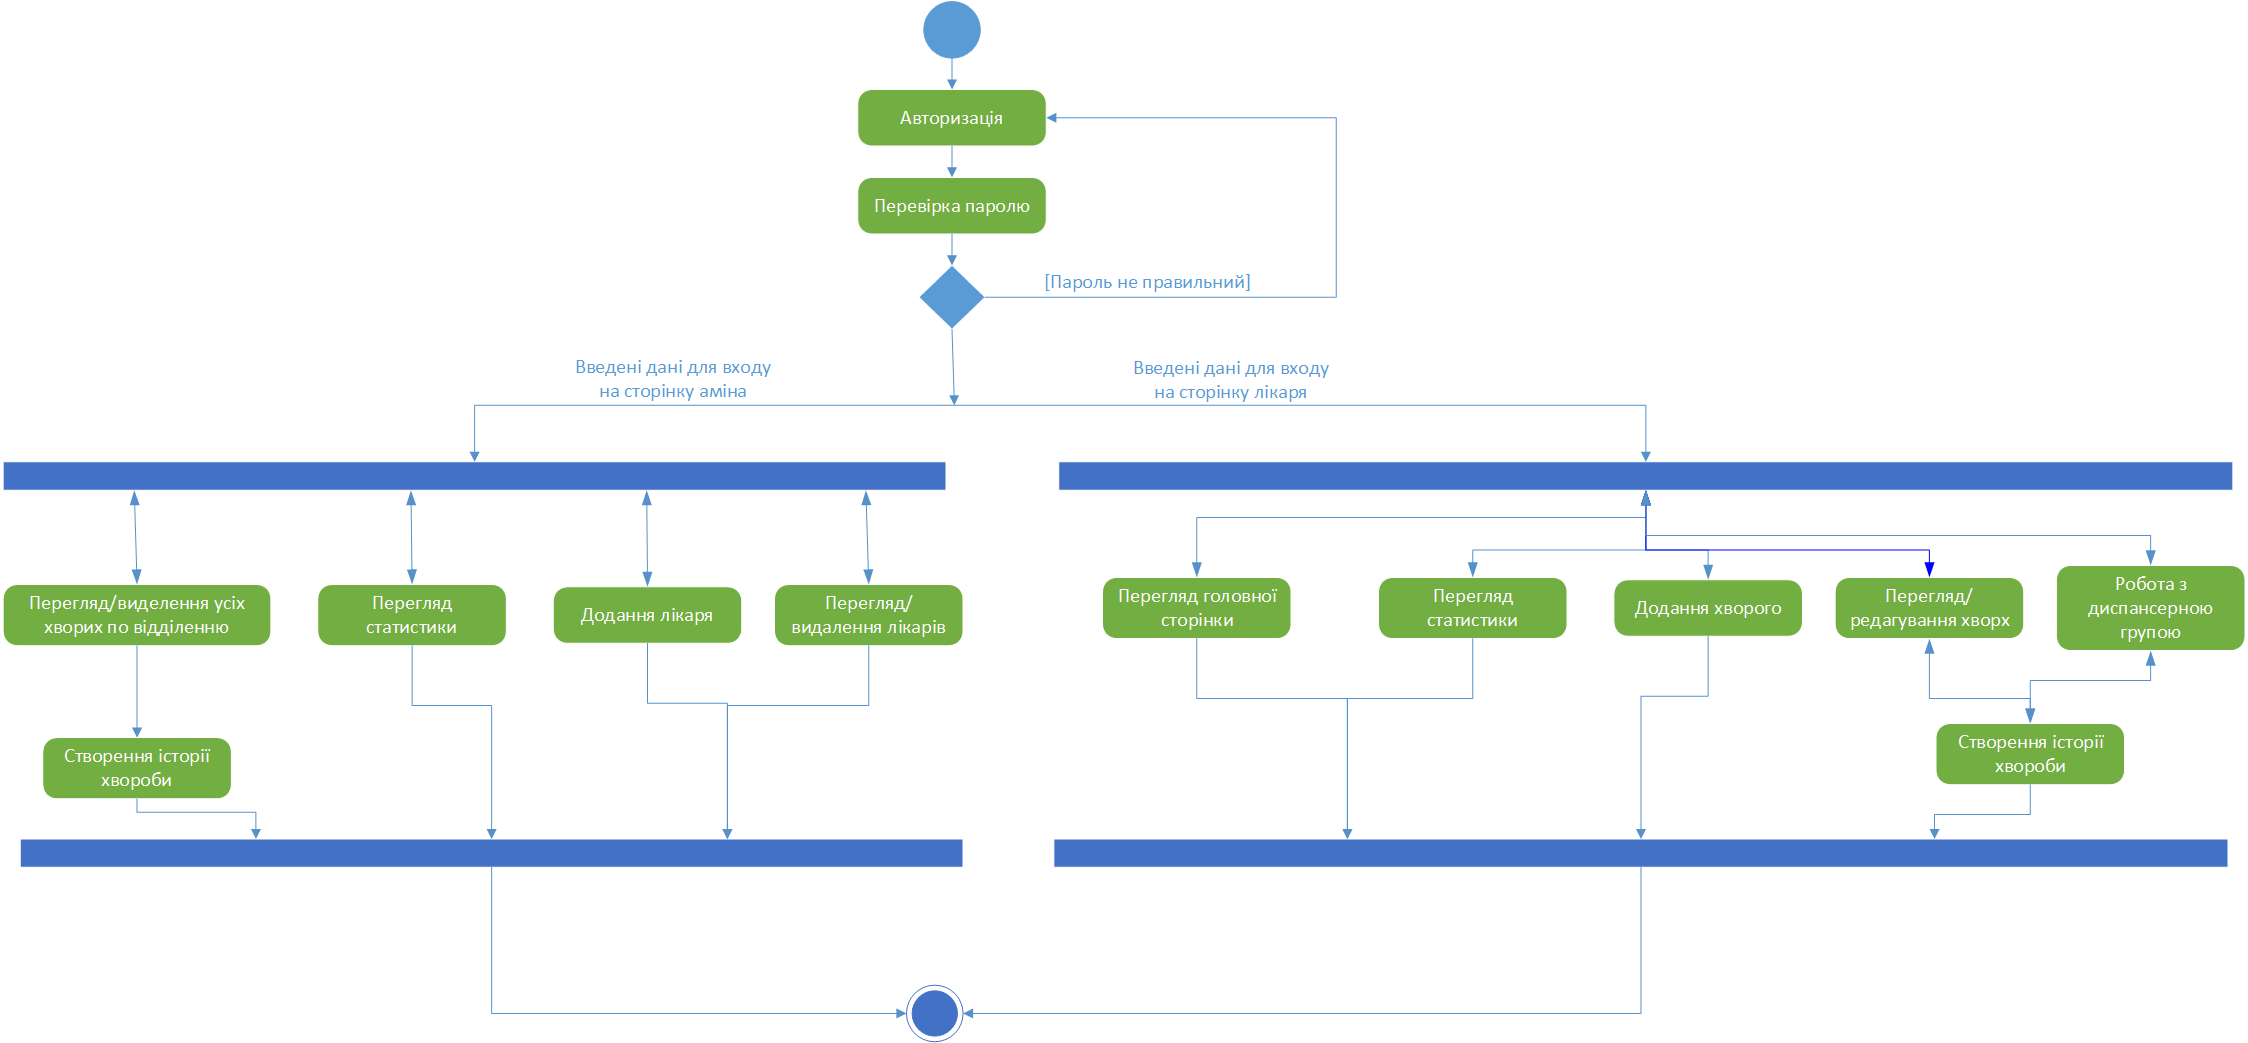 Авторизація
Перевірка паролю
[Пароль не правильний]
Введені дані для входу
на сторінку аміна
Введені дані для входу
на сторінку лікаря
Перегляд/виделення усіх
хворих по відділенню
Перегляд
статистики
Додання лікаря
Перегляд/
видалення лікарів
Перегляд головної
сторінки
Перегляд
статистики
Додання хворого
Перегляд/
редагування хворх
Робота з
диспансерною
групою
Створення історії
хвороби
Створення історії
хвороби